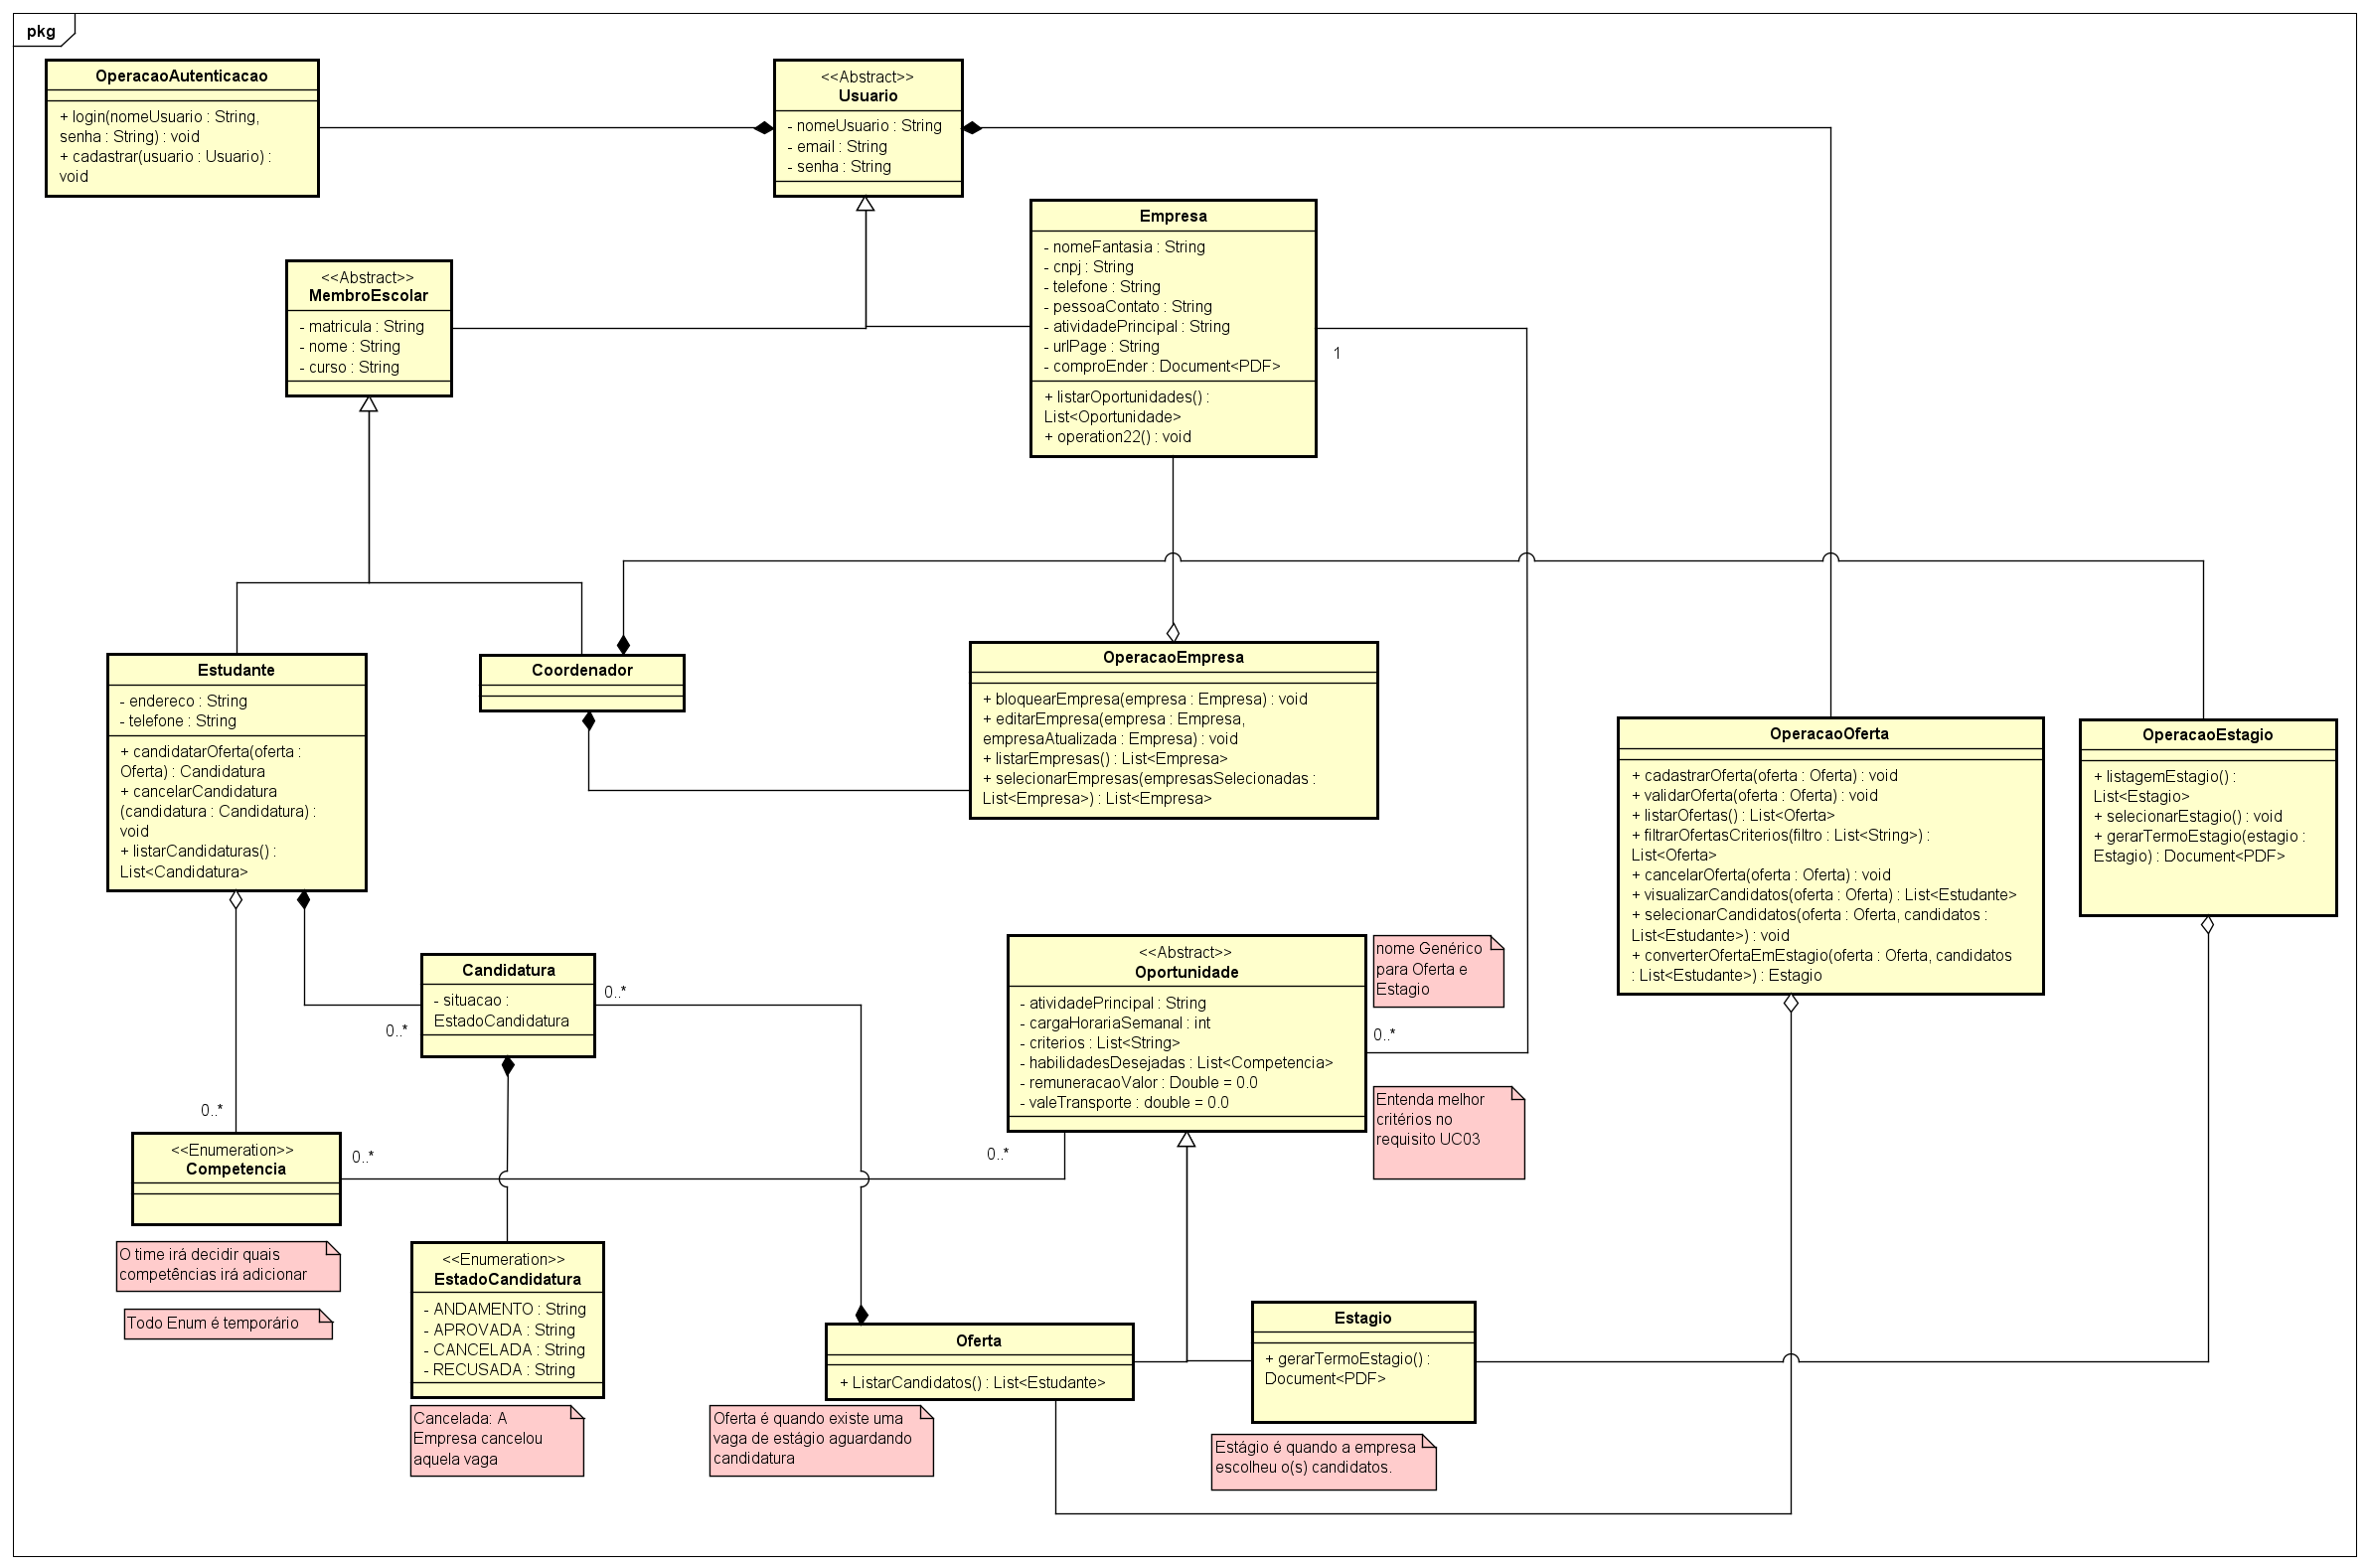 pkg
OperacaoAutenticacao
+ login(nomeUsuario : String,
senha : String) : void
+ cadastrar(usuario : Usuario) :
void
<<Abstract>>
Usuario
- nomeUsuario : String
- email : String
- senha : String
Empresa
- nomeFantasia : String
- cnpj : String
- telefone : String
- pessoaContato : String
- atividadePrincipal : String
- urlPage : String
- comproEnder : Document<PDF>
+ listarOportunidades() :
List<Oportunidade>
+ operation22() : void
1
<<Abstract>>
MembroEscolar
- matricula : String
- nome : String
- curso : String
Estudante
- endereco : String
- telefone : String
+ candidatarOferta(oferta :
Oferta) : Candidatura
+ cancelarCandidatura
(candidatura : Candidatura) :
void
+ listarCandidaturas() :
List<Candidatura>
Coordenador
OperacaoEmpresa
+ bloquearEmpresa(empresa : Empresa) : void
+ editarEmpresa(empresa : Empresa,
empresaAtualizada : Empresa) : void
+ listarEmpresas() : List<Empresa>
+ selecionarEmpresas(empresasSelecionadas :
List<Empresa>) : List<Empresa>
OperacaoOferta
+ cadastrarOferta(oferta : Oferta) : void
+ validarOferta(oferta : Oferta) : void
+ listarOfertas() : List<Oferta>
+ filtrarOfertasCriterios(filtro : List<String>) :
List<Oferta>
+ cancelarOferta(oferta : Oferta) : void
+ visualizarCandidatos(oferta : Oferta) : List<Estudante>
+ selecionarCandidatos(oferta : Oferta, candidatos :
List<Estudante>) : void
+ converterOfertaEmEstagio(oferta : Oferta, candidatos
: List<Estudante>) : Estagio
OperacaoEstagio
+ listagemEstagio() :
List<Estagio>
+ selecionarEstagio() : void
+ gerarTermoEstagio(estagio :
Estagio) : Document<PDF>
Candidatura
- situacao :
EstadoCandidatura
0..*
0..*
<<Abstract>>
Oportunidade
- atividadePrincipal : String
- cargaHorariaSemanal : int
- criterios : List<String>
- habilidadesDesejadas : List<Competencia>
- remuneracaoValor : Double = 0.0
- valeTransporte : double = 0.0
nome Genérico
para Oferta e
Estagio
0..*
Entenda melhor
critérios no
requisito UC03
0..*
<<Enumeration>>
Competencia
0..*
0..*
O time irá decidir quais
competências irá adicionar
Todo Enum é temporário
<<Enumeration>>
EstadoCandidatura
- ANDAMENTO : String
- APROVADA : String
- CANCELADA : String
- RECUSADA : String
Cancelada: A
Empresa cancelou
aquela vaga
Oferta
+ ListarCandidatos() : List<Estudante>
Oferta é quando existe uma
vaga de estágio aguardando
candidatura
Estagio
+ gerarTermoEstagio() :
Document<PDF>
Estágio é quando a empresa
escolheu o(s) candidatos.